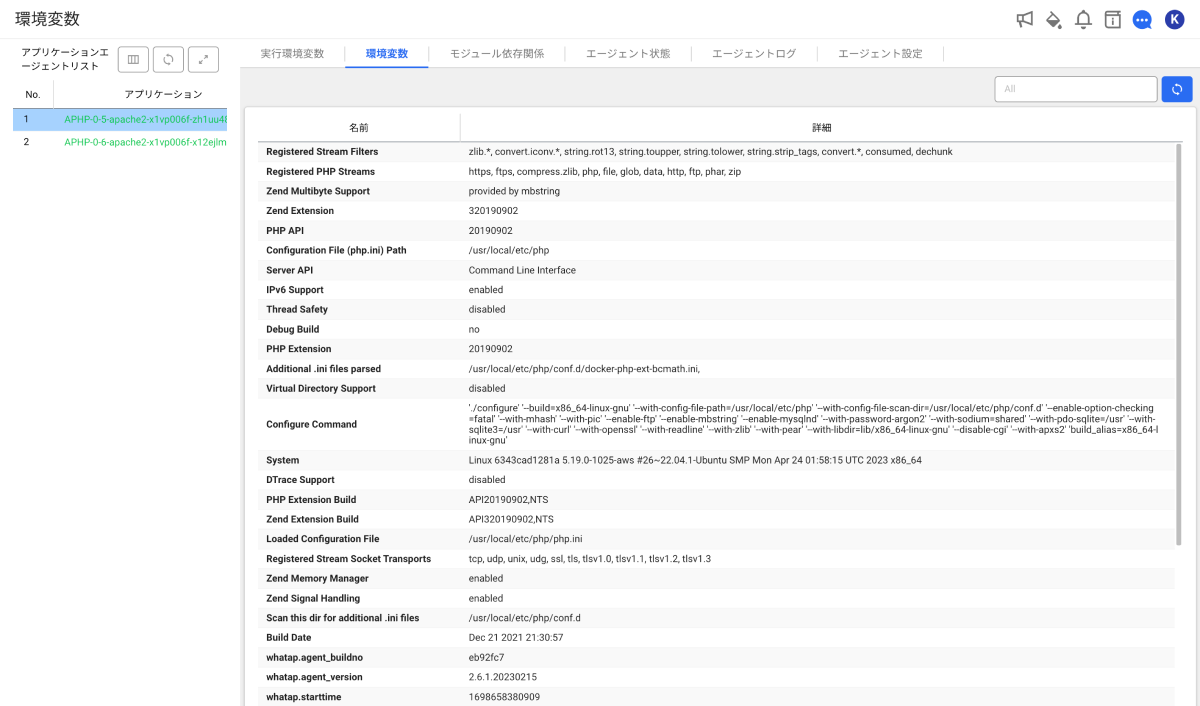 環境変数
K
アプリケーションエ
ージェントリスト
No.
アプリケーション
1
APHP-0-5-apache2-x1vp006f-zh1uu48
2
APHP-0-6-apache2-x1vp006f-x12ejlm
実行環境変数
環境変数
モジュール依存関係
エージェント状態
エージェントログ
エージェント設定
All
名前
詳細
Registered Stream Filters
zlib.*, convert.iconv.*, string.rot13, string.toupper, string.tolower, string.strip_tags, convert.*, consumed, dechunk
Registered PHP Streams
https, ftps, compress.zlib, php, file, glob, data, http, ftp, phar, zip
Zend Multibyte Support
provided by mbstring
Zend Extension
320190902
PHP API
20190902
Configuration File (php.ini) Path
/usr/local/etc/php
Server API
Command Line Interface
IPv6 Support
enabled
Thread Safety
disabled
Debug Build
no
PHP Extension
20190902
Additional .ini files parsed
/usr/local/etc/php/conf.d/docker-php-ext-bcmath.ini,
Virtual Directory Support
disabled
Configure Command
'./configure' '--build=x86_64-linux-gnu' '--with-config-file-path=/usr/local/etc/php' '--with-config-file-scan-dir=/usr/local/etc/php/conf.d' '--enable-option-checking
=fatal' '--with-mhash' '--with-pic' '--enable-ftp' '--enable-mbstring' '--enable-mysqlnd' '--with-password-argon2' '--with-sodium=shared' '--with-pdo-sqlite=/usr' '--with-
sqlite3=/usr' '--with-curl' '--with-openssl' '--with-readline' '--with-zlib' '--with-pear' '--with-libdir=lib/x86_64-linux-gnu' '--disable-cgi' '--with-apxs2' 'build_alias=x86_64-l
inux-gnu'
System
Linux 6343cad1281a 5.19.0-1025-aws #26~22.04.1-Ubuntu SMP Mon Apr 24 01:58:15 UTC 2023 x86_64
DTrace Support
disabled
PHP Extension Build
API20190902,NTS
Zend Extension Build
API320190902,NTS
Loaded Configuration File
/usr/local/etc/php/php.ini
Registered Stream Socket Transports
tcp, udp, unix, udg, ssl, tls, tlsv1.0, tlsv1.1, tlsv1.2, tlsv1.3
Zend Memory Manager
enabled
Zend Signal Handling
enabled
Scan this dir for additional .ini files
/usr/local/etc/php/conf.d
Build Date
Dec 21 2021 21:30:57
whatap.agent_buildno
eb92fc7
whatap.agent_version
2.6.1.20230215
whatap.starttime
1698658380909